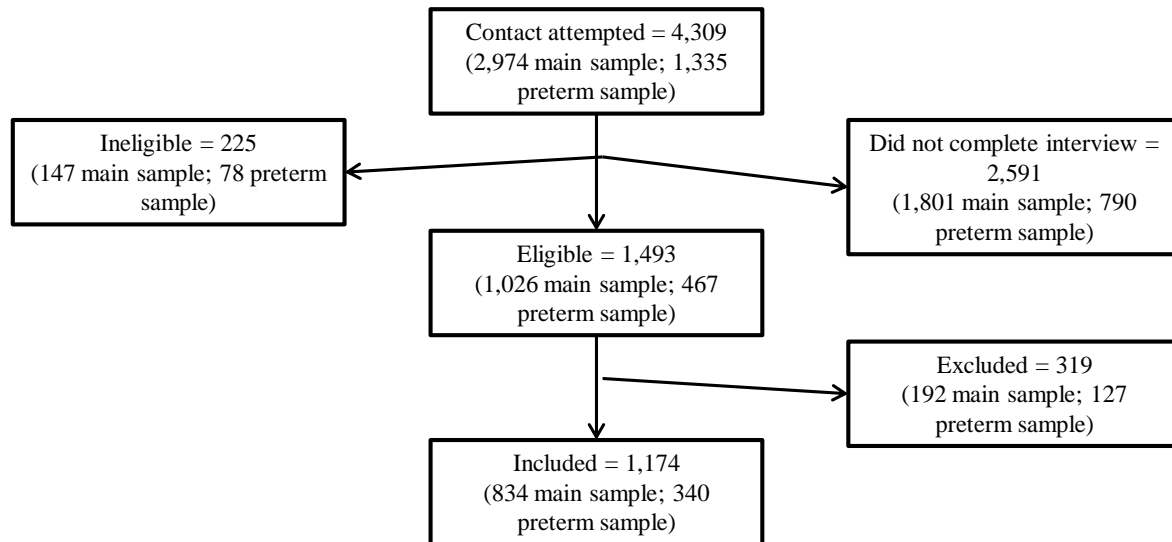 Contact attempted = 4,309
(2,974 main sample; 1,335
preterm sample)
Ineligible = 225
(147 main sample; 78 preterm
sample)
Did not complete interview =
2,591
(1,801 main sample; 790
preterm sample)
Eligible = 1,493
(1,026 main sample; 467
preterm sample)
Excluded = 319
(192 main sample; 127
preterm sample)
Included = 1,174
(834 main sample; 340
preterm sample)